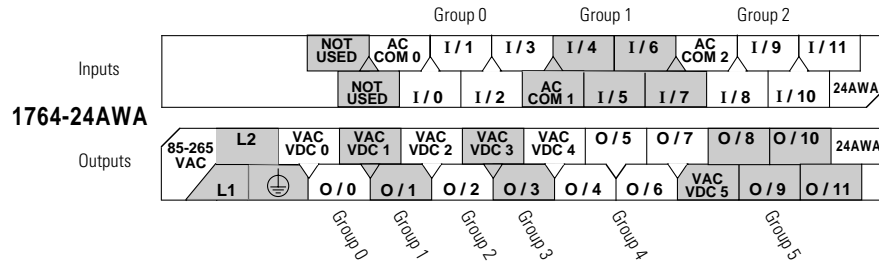 Group 0 Group 1 Group 2
NOT USED AC COM 0 I / 1 I / 3 I / 4 I / 6 AC COM 2 I / 9 I / 11
Inputs
NOT USED I / 0 I / 2 AC COM 1 I / 5 I / 7 I / 8 I / 10 24AWA
1764-24AWA
85-265 VAC L2 VAC VDC 0 VAC VDC 1 VAC VDC 2 VAC VDC 3 VAC VDC 4 O / 5 O / 7 O / 8 O / 10 24AWA
Outputs
L1 O / 0 O / 1 O / 2 O / 3 O / 4 O / 6 VAC VDC 5 O / 9 O / 11
Group 0 Group 1 Group 2 Group 3 Group 4 Group 5